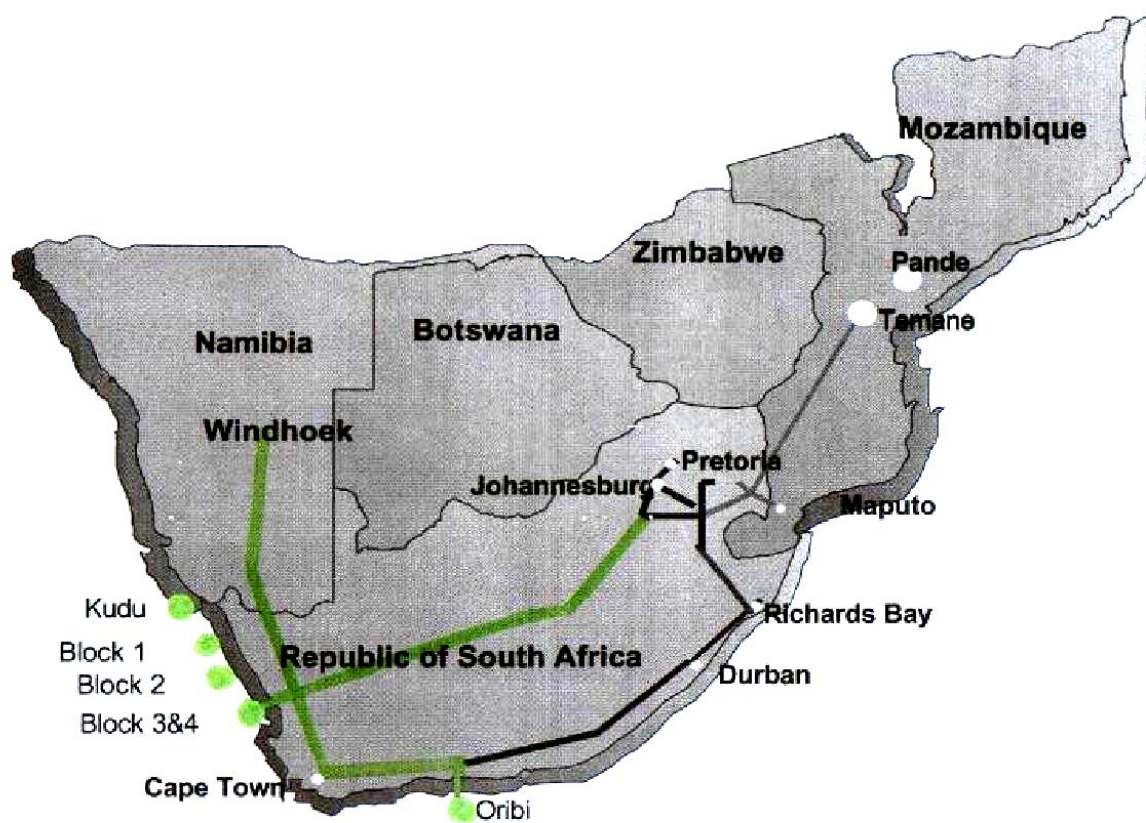 Mozambique
Zimbabwe
Pande
Temane
Namibia
Botswana
Windhoek
Pretoria
Johannesburg
Maputo
Kudu
Richards Bay
Block 1
Republic of South Africa
Durban
Block 2
Block 3&4
Cape Town
Oribi